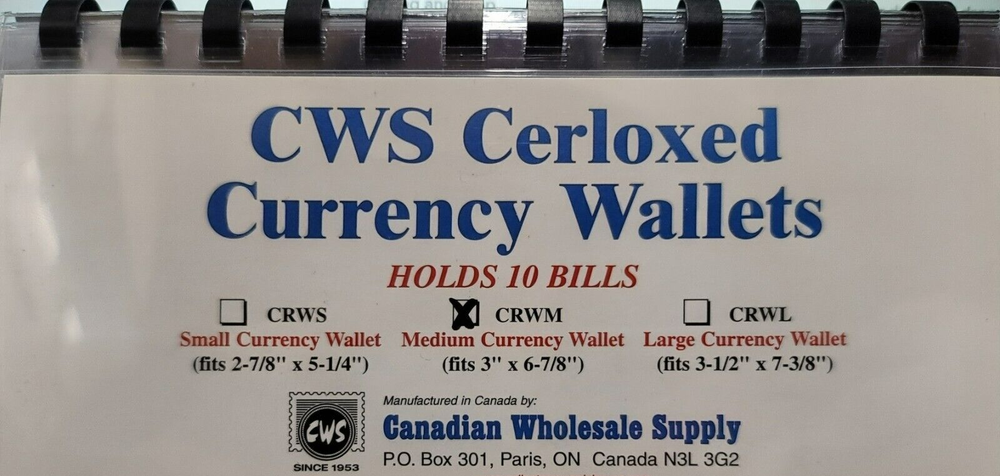 CWS Cerloxed
Currency Wallets
HOLDS 10 BILLS
CRWS CRWM CRWL
Small Currency Wallet Medium Currency Wallet Large Currency Wallet
(fits 2-7/8" x 5-1/4") (fits 3" x 6-7/8") (fits 3-1/2" x 7-3/8")
Manufactured in Canada by:
CWS
Canadian Wholesale Supply
SINCE 1953
P.O. Box 301, Paris, ON Canada N3L 3G2